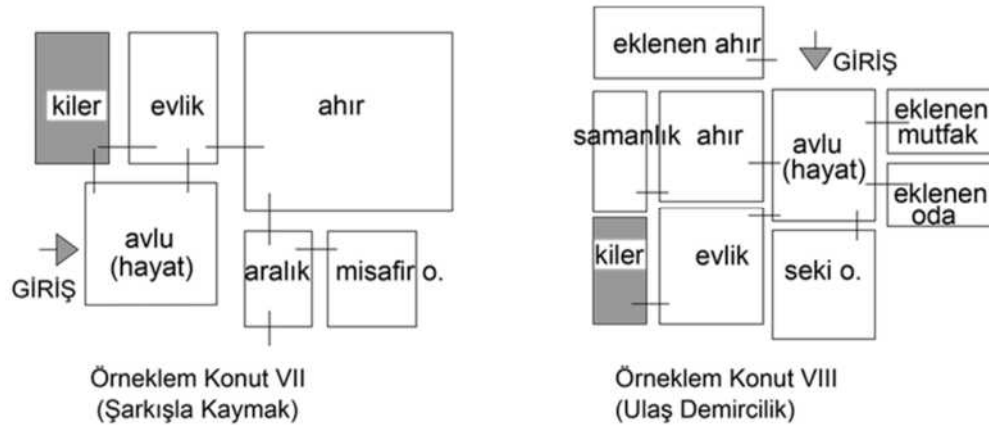 kiler
evlik
ahır
avlu
(hayat)
GİRİŞ
aralık
misafir o.
Örneklem Konut VII
(Şarkışla Kaymak)
eklenen ahır
GİRİŞ
samanlık
ahır
avlu
(hayat)
eklenen
mutfak
eklenen
oda
kiler
evlik
seki o.
Örneklem Konut VIII
(Ulaş Demircilik)